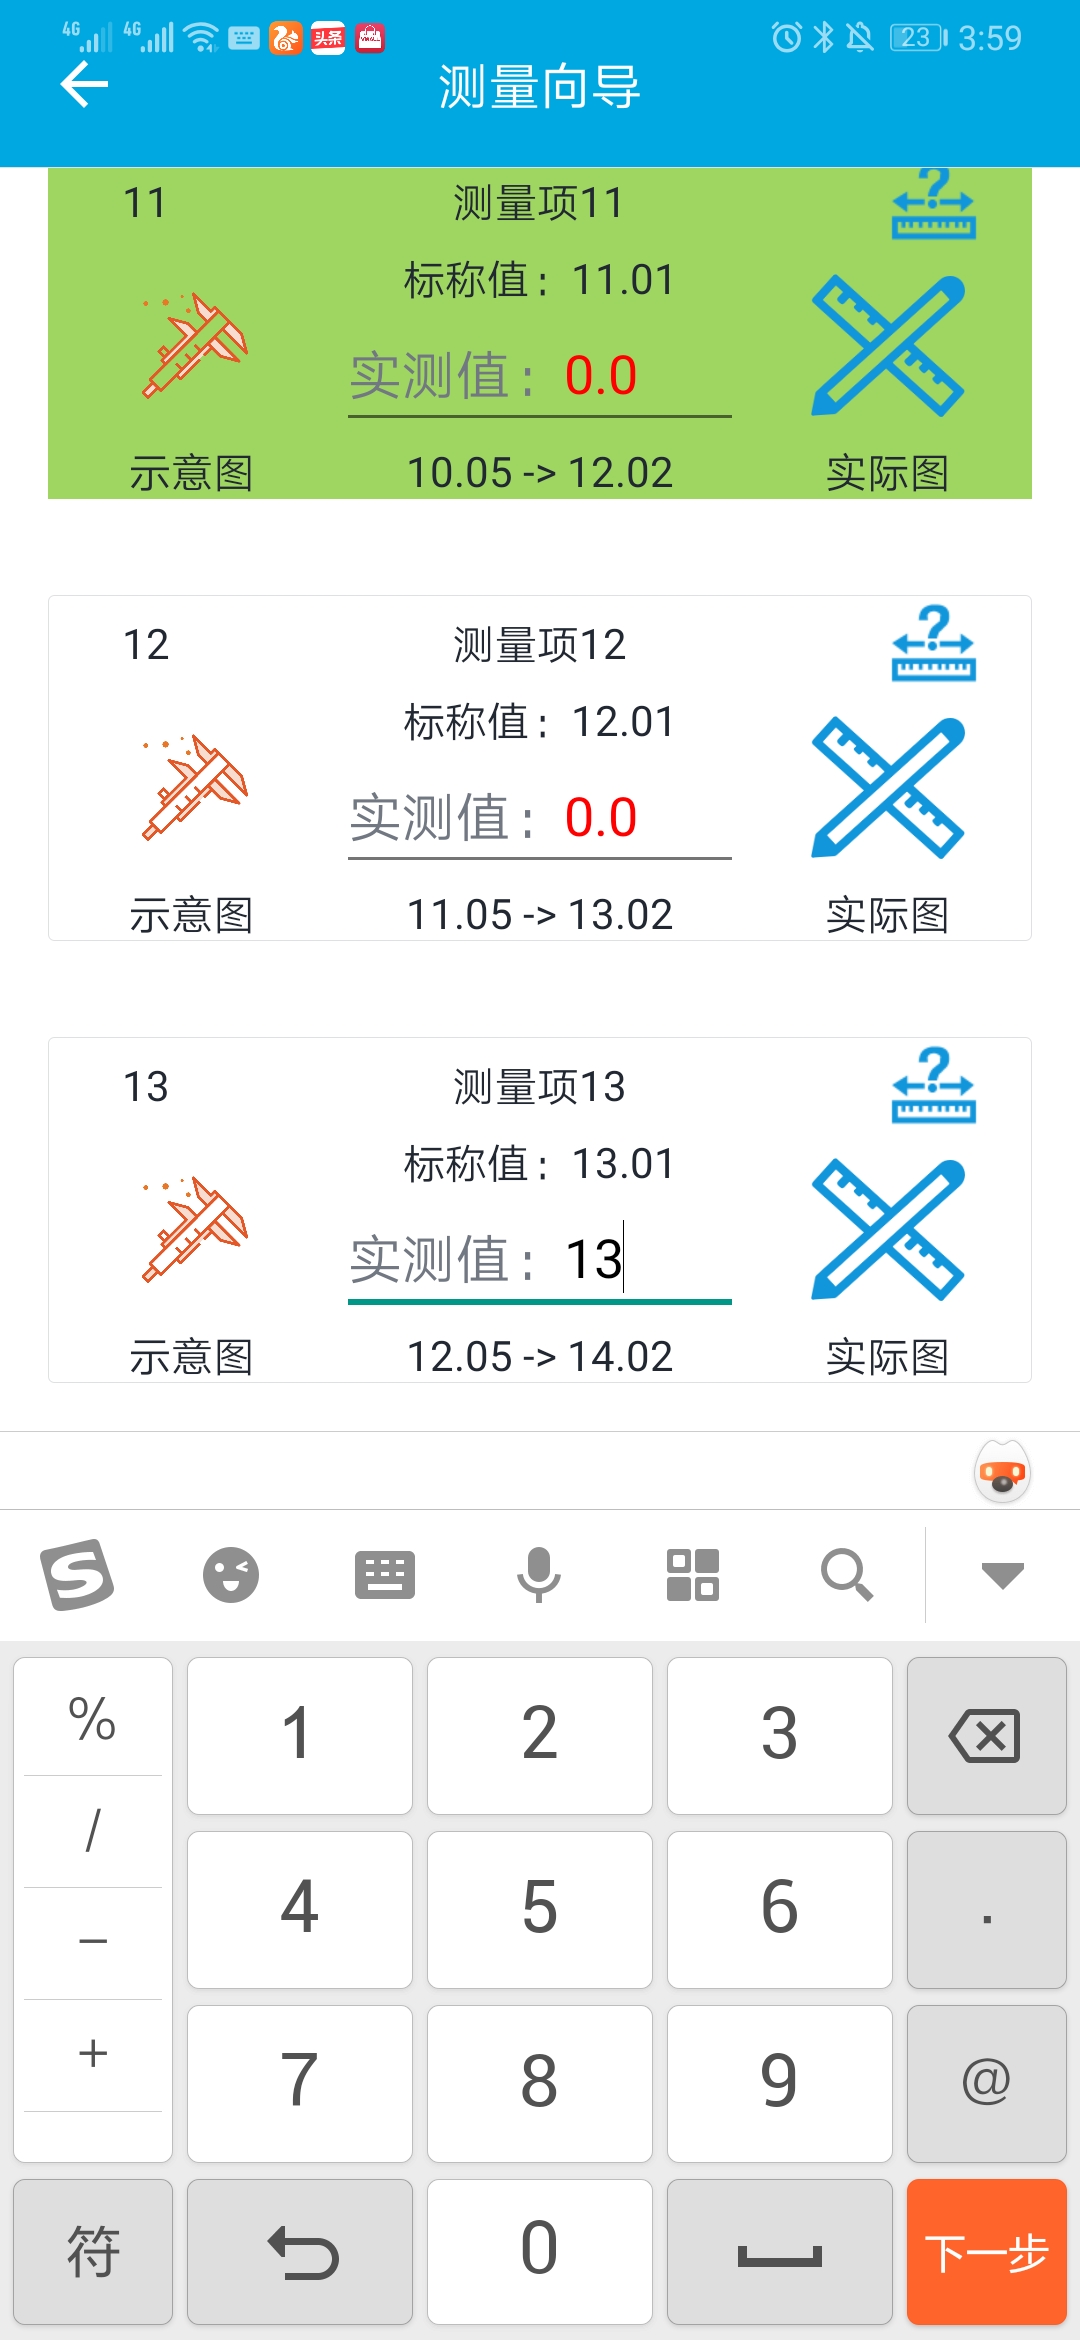 4G 4G 头条 23 3:59
测量向导
11 测量项11
标称值：11.01
实测值：0.0
示意图 10.05 -> 12.02 实际图
12 测量项12
标称值：12.01
实测值：0.0
示意图 11.05 -> 13.02 实际图
13 测量项13
标称值：13.01
实测值：13
示意图 12.05 -> 14.02 实际图
% 1 2 3
/ 4 5 6 .
- 7 8 9 @
+
符 0 下一步